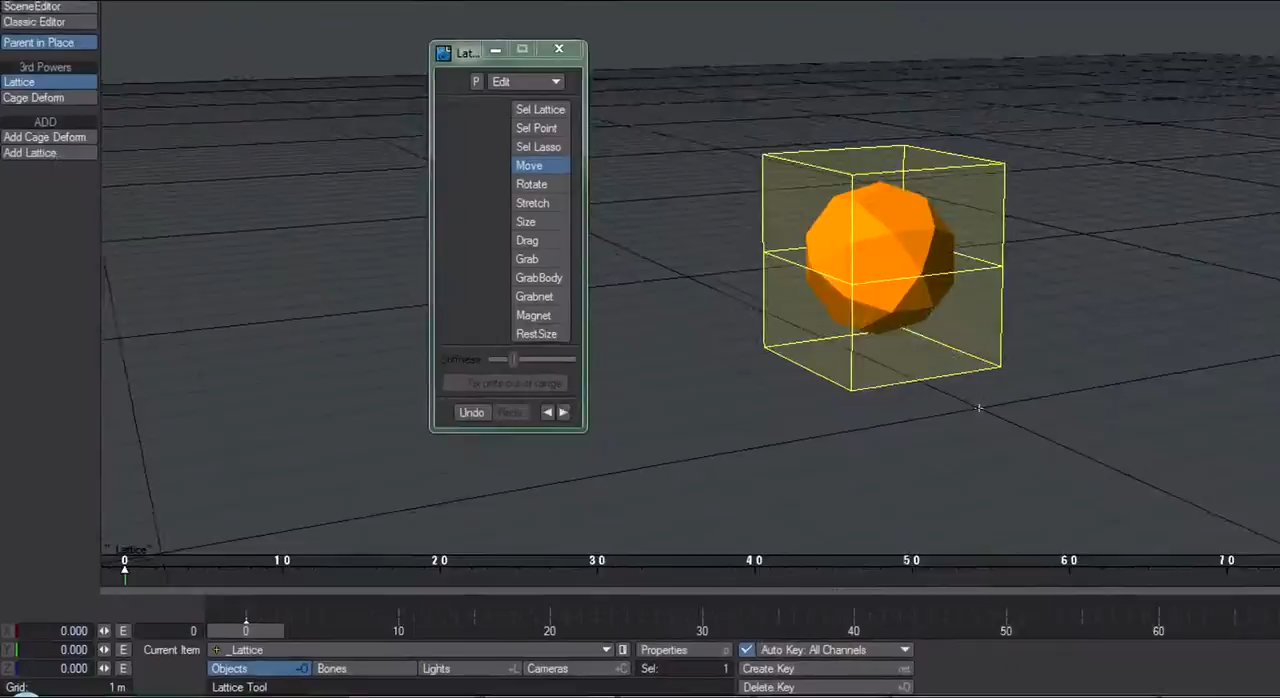 SceneEditor
Classic Editor
Parent in Place
3rd Powers
Lattice
Cage Deform
ADD
Add Cage Deform
Add Lattice
Lat...
P Edit
Sel Lattice
Sel Point
Sel Lasso
Move
Rotate
Stretch
Size
Drag
Grab
GrabBody
Grabnet
Magnet
RestSize
Stiffness
Undo
"_Lattice"
0 10 20 30 40 50 60 70
X 0.000 E 0 0 10 20 30 40 50 60
Y 0.000 E Current Item _Lattice Properties p Auto Key: All Channels
Z 0.000 E Objects Bones Lights Cameras Sel: 1 Create Key ret
Grid: 1 m Lattice Tool Delete Key